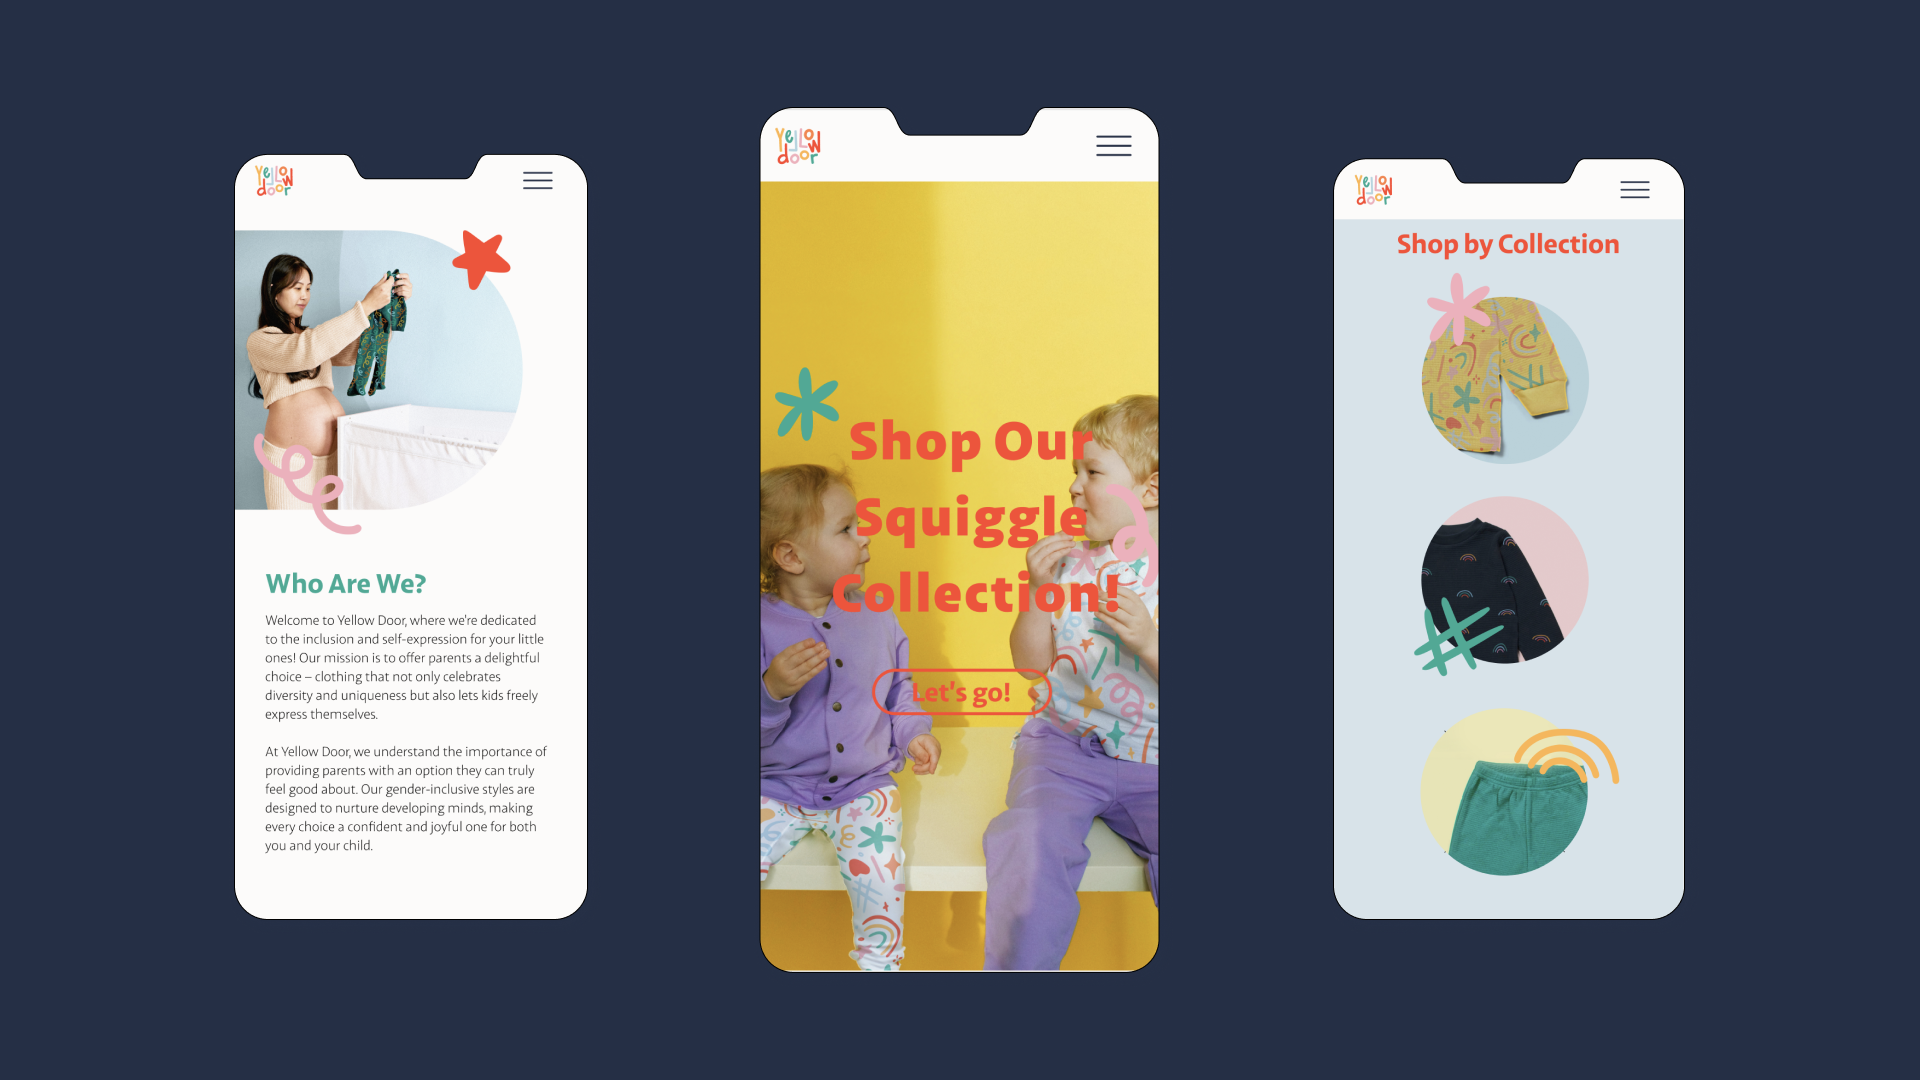 Yellow
door
Who Are We?
Welcome to Yellow Door, where we're dedicated
to the inclusion and self-expression for your little
ones! Our mission is to offer parents a delightful
choice – clothing that not only celebrates
diversity and uniqueness but also lets kids freely
express themselves.
At Yellow Door, we understand the importance of
providing parents with an option they can truly
feel good about. Our gender-inclusive styles are
designed to nurture developing minds, making
every choice a confident and joyful one for both
you and your child.
Yellow
door
Shop Our
Squiggle
Collection!
Let's go!
Yellow
door
Shop by Collection